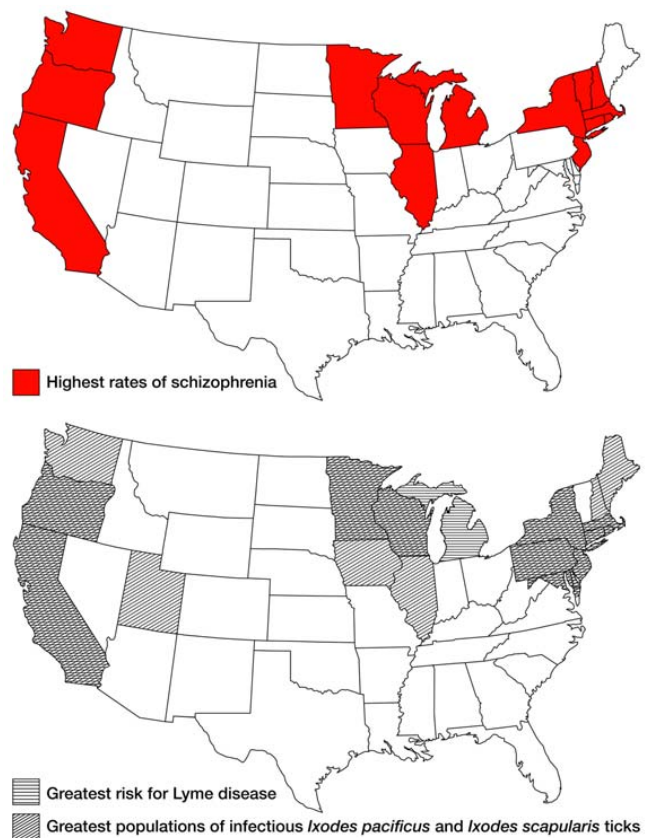 Highest rates of schizophrenia
Greatest risk for Lyme disease
Greatest populations of infectious Ixodes pacificus and Ixodes scapularis ticks